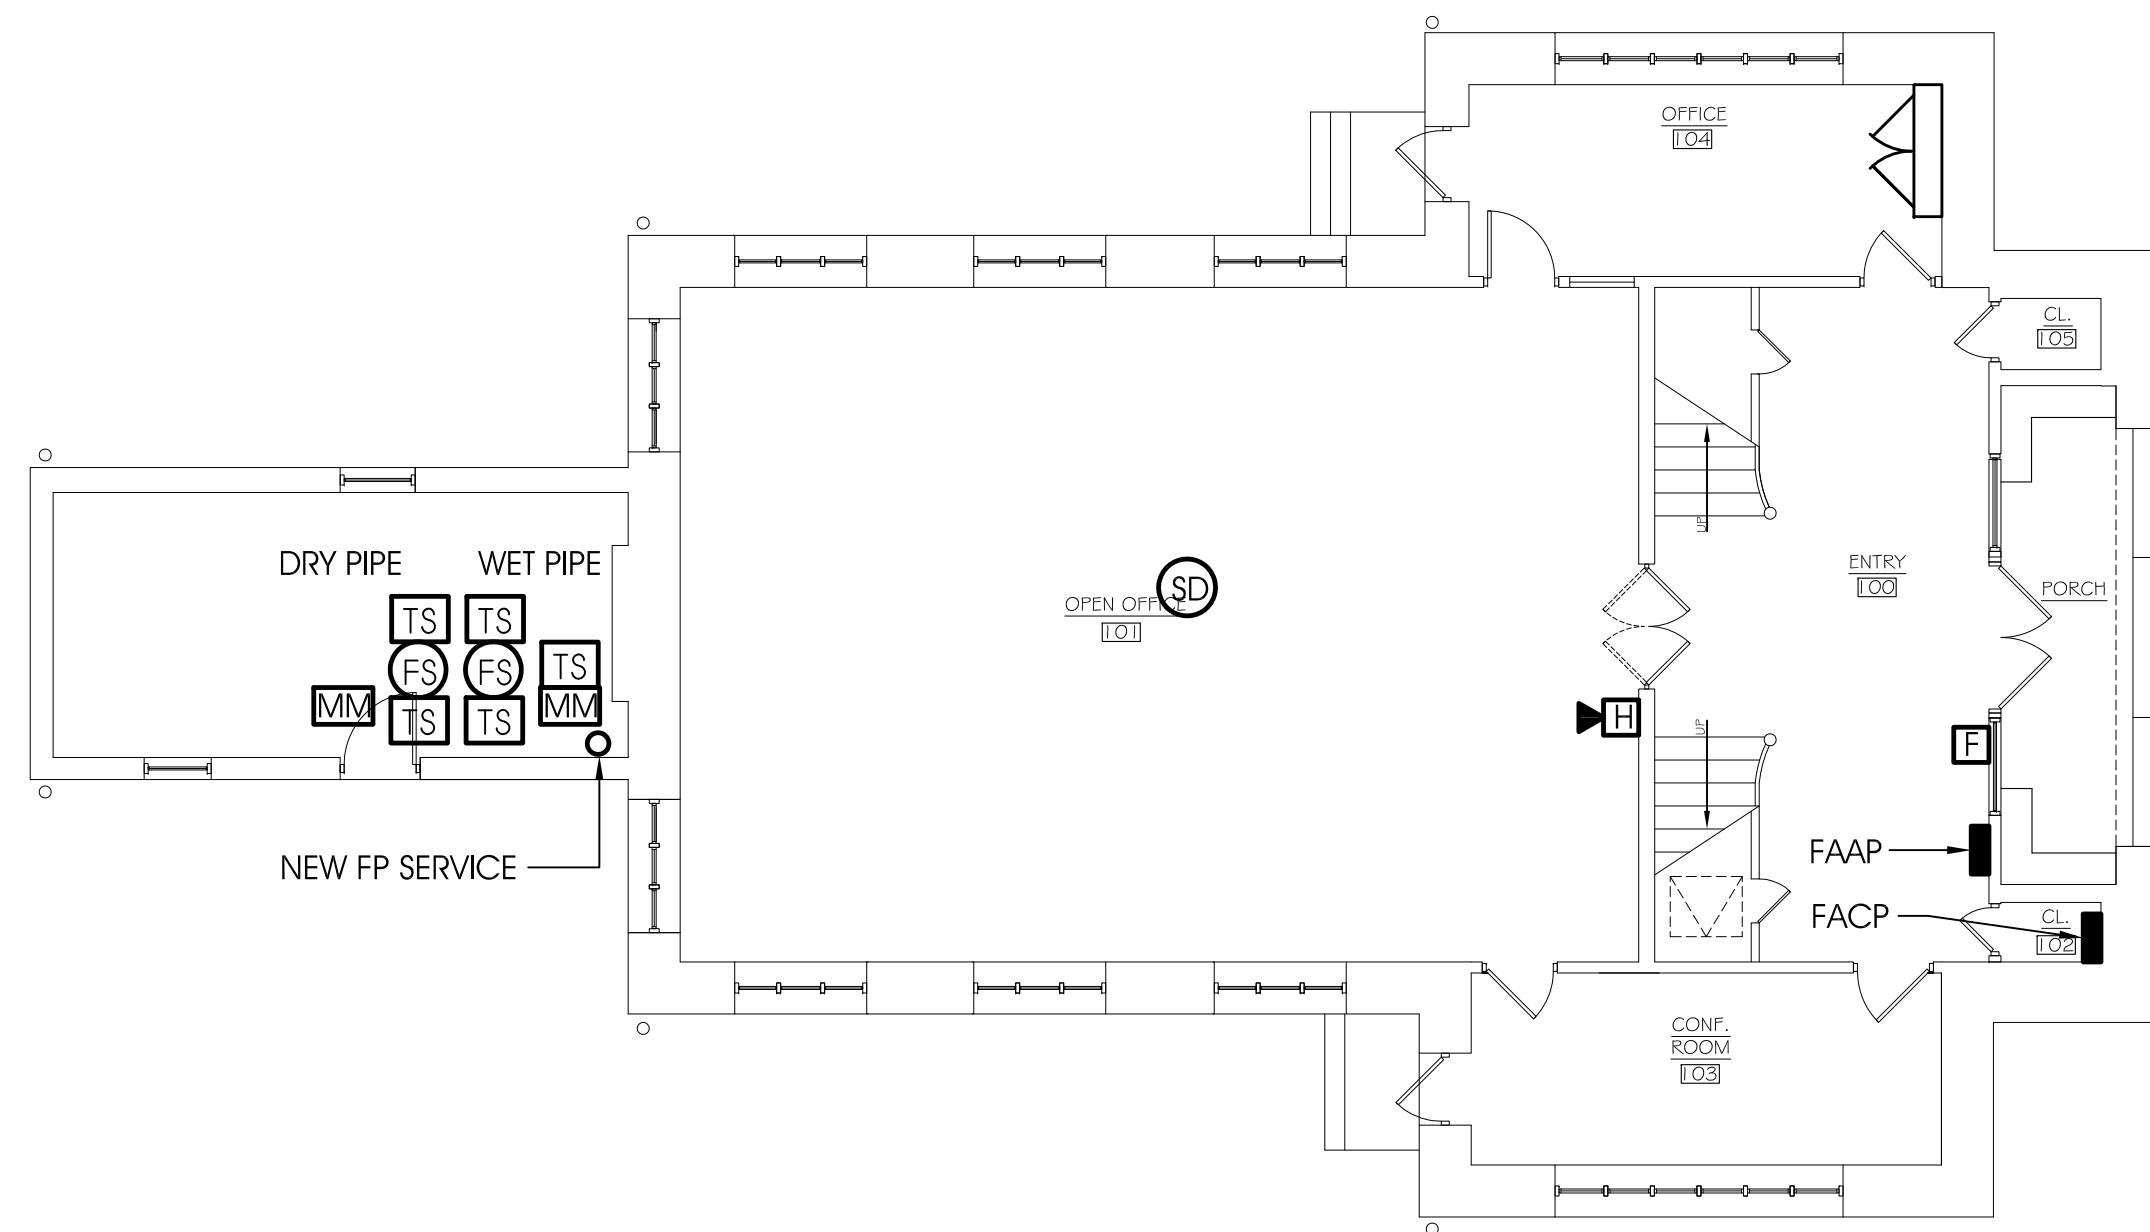 OFFICE
104
CL.
105
DRY PIPE
WET PIPE
TS
TS
FS
FS
TS
MM
TS
TS
MM
NEW FP SERVICE
SD
OPEN OFFICE
101
UP
ENTRY
100
PORCH
H
UP
F
FAAP
FACP
CL.
102
CONF.
ROOM
103